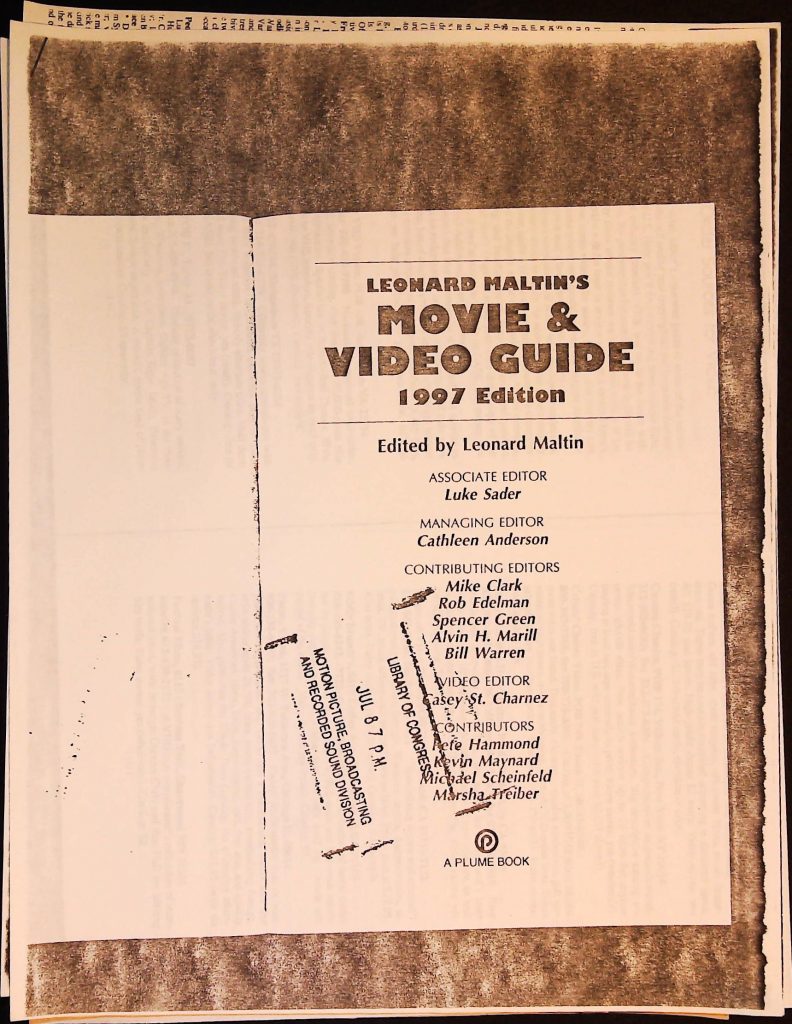 LEONARD MALTIN'S
MOVIE &
VIDEO GUIDE
1997 Edition
Edited by Leonard Maltin
ASSOCIATE EDITOR
Luke Sader
MANAGING EDITOR
Cathleen Anderson
CONTRIBUTING EDITORS
Mike Clark
Rob Edelman
Spencer Green
Alvin H. Marill
Bill Warren
VIDEO EDITOR
Casey St. Charnez
CONTRIBUTORS
Pete Hammond
Kevin Maynard
Michael Scheinfeld
Marsha Treiber
A PLUME BOOK
LIBRARY OF CONGRESS
JUL 8 7 P.M.
MOTION PICTURE, BROADCASTING
AND RECORDED SOUND DIVISION